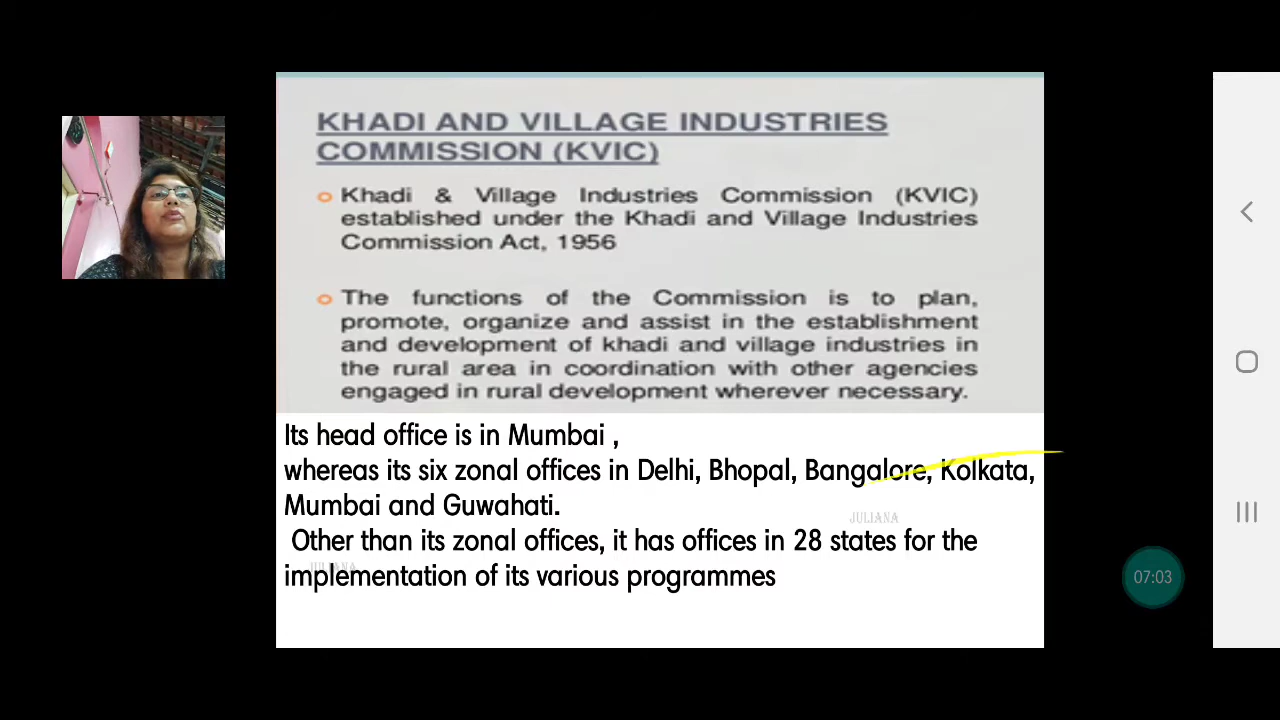 KHADI AND VILLAGE INDUSTRIES
COMMISSION (KVIC)
Khadi & Village Industries Commission (KVIC)
established under the Khadi and Village Industries
Commission Act, 1956
The functions of the Commission is to plan,
promote, organize and assist in the establishment
and development of khadi and village industries in
the rural area in coordination with other agencies
engaged in rural development wherever necessary.
Its head office is in Mumbai ,
whereas its six zonal offices in Delhi, Bhopal, Bangalore, Kolkata,
Mumbai and Guwahati.
JULIANA
Other than its zonal offices, it has offices in 28 states for the
JULIANA
implementation of its various programmes
07:03